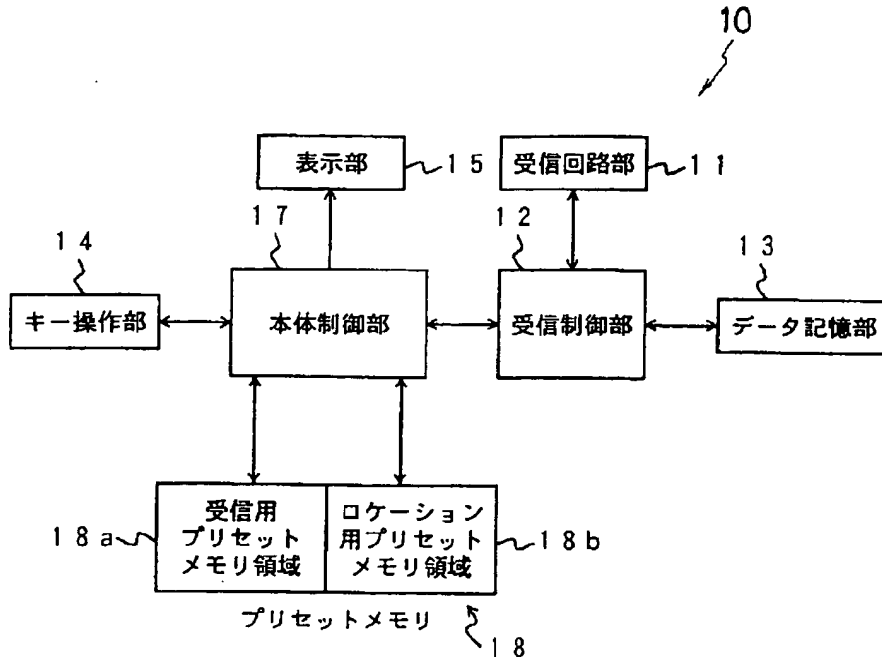 10
表示部
15
受信回路部
11
17
12
14
13
キー操作部
本体制御部
受信制御部
データ記憶部
18a
受信用
プリセット
メモリ領域
ロケーション
用プリセット
メモリ領域
18b
プリセットメモリ
18